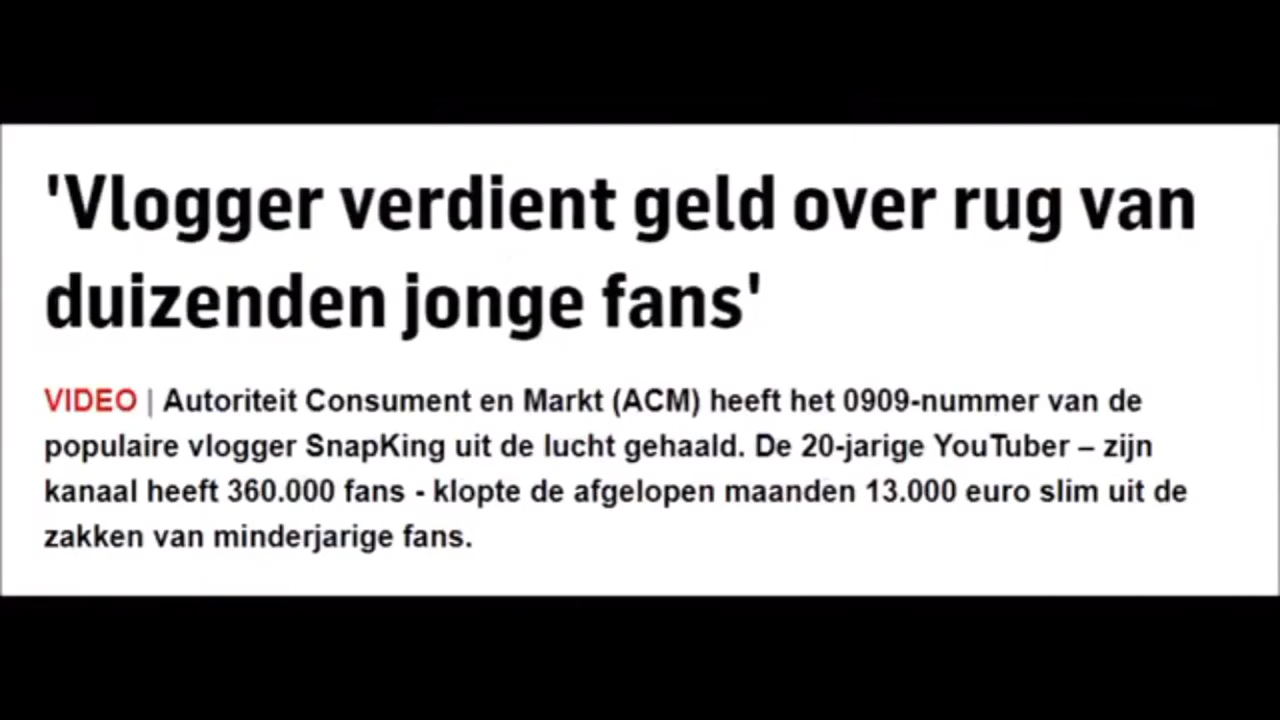 'Vlogger verdient geld over rug van
duizenden jonge fans'
VIDEO | Autoriteit Consument en Markt (ACM) heeft het 0909-nummer van de
populaire vlogger SnapKing uit de lucht gehaald. De 20-jarige YouTuber – zijn
kanaal heeft 360.000 fans - klopte de afgelopen maanden 13.000 euro slim uit de
zakken van minderjarige fans.